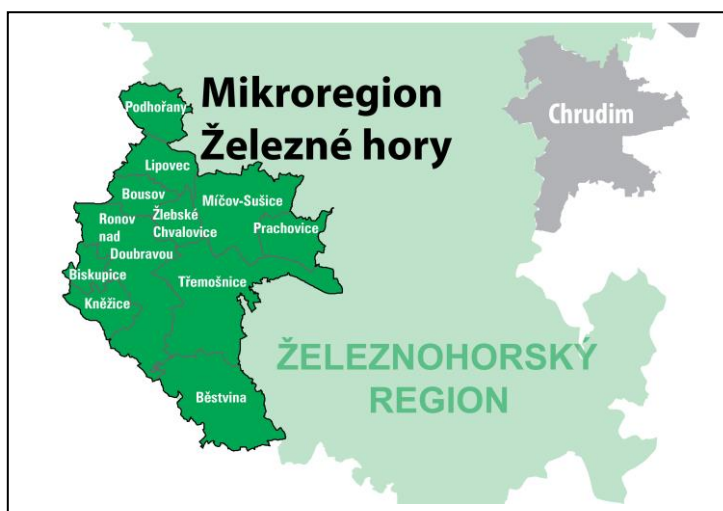 Mikroregion
Železné hory
Chrudim
Podhořany
Lipovec
Bousov
Míčov-Sušice
Ronov
nad
Doubravou
Žlebské
Chvalovice
Prachovice
Biskupice
Třemošnice
Kněžice
Běstvina
ŽELEZNOHORSKÝ
REGION